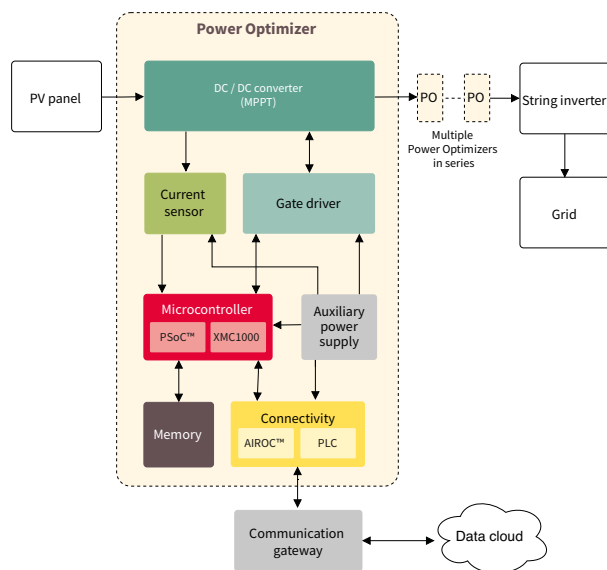 Power Optimizer
PV panel
DC / DC converter
(MPPT)
PO
PO
String inverter
Multiple
Power Optimizers
in series
Current
sensor
Gate driver
Grid
Microcontroller
PSoC™
XMC1000
Auxiliary
power
supply
Memory
Connectivity
AIROC™
PLC
Communication
gateway
Data cloud